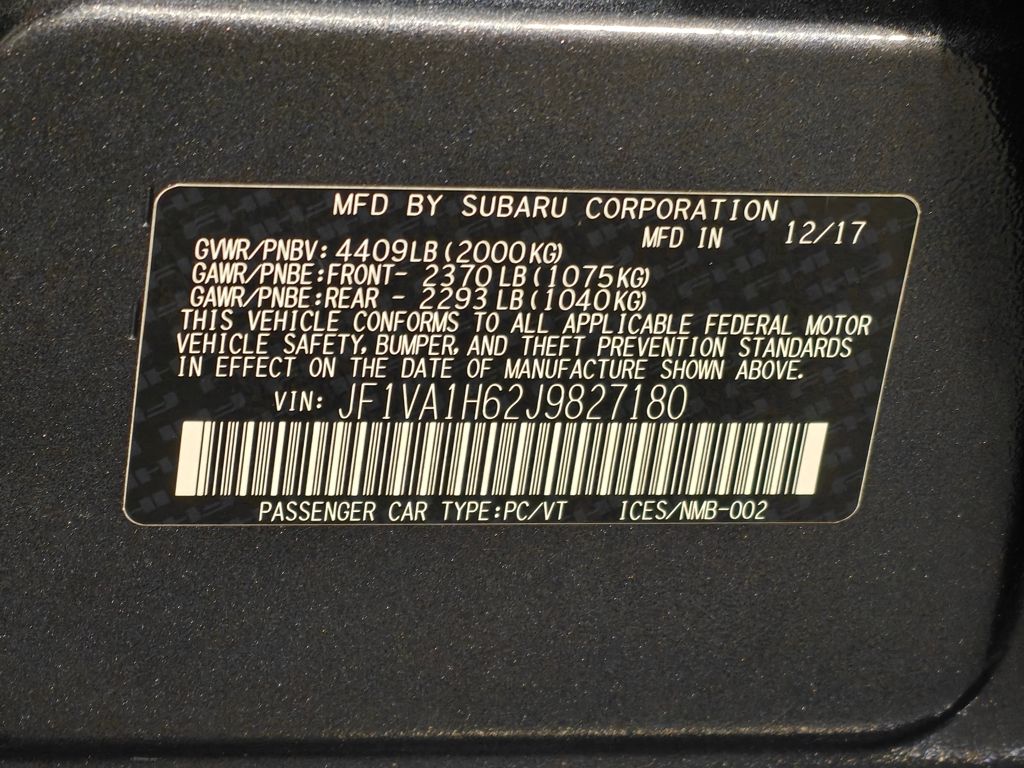 MFD BY SUBARU CORPORATION
MFD IN 12/17
GVWR/PNBV: 4409LB(2000KG)
GAWR/PNBE:FRONT- 2370LB(1075KG)
GAWR/PNBE:REAR - 2293LB(1040KG)
THIS VEHICLE CONFORMS TO ALL APPLICABLE FEDERAL MOTOR
VEHICLE SAFETY, BUMPER, AND THEFT PREVENTION STANDARDS
IN EFFECT ON THE DATE OF MANUFACTURE SHOWN ABOVE.
VIN: JF1VA1H62J9827180
PASSENGER CAR TYPE:PC/VT ICES/NMB-002